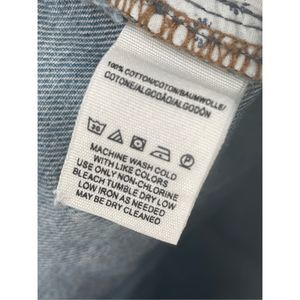 100% COTTON/COTON/BAUMWOLLE/
COTONE/ALGODÃO/ALGODÓN
MACHINE WASH COLD
WITH LIKE COLORS
USE ONLY NON-CHLORINE
BLEACH TUMBLE DRY LOW
LOW IRON AS NEEDED
MAY BE DRY CLEANED